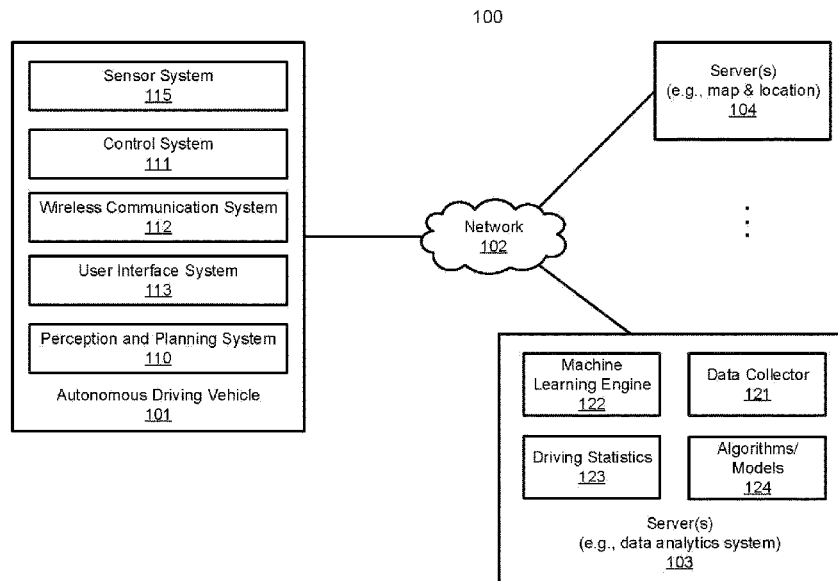 100
Sensor System
115
Control System
111
Wireless Communication System
112
User Interface System
113
Perception and Planning System
110
Autonomous Driving Vehicle
101
Network
102
Server(s)
(e.g., map & location)
104
Machine
Learning Engine
122
Data Collector
121
Driving Statistics
123
Algorithms/
Models
124
Server(s)
(e.g., data analytics system)
103